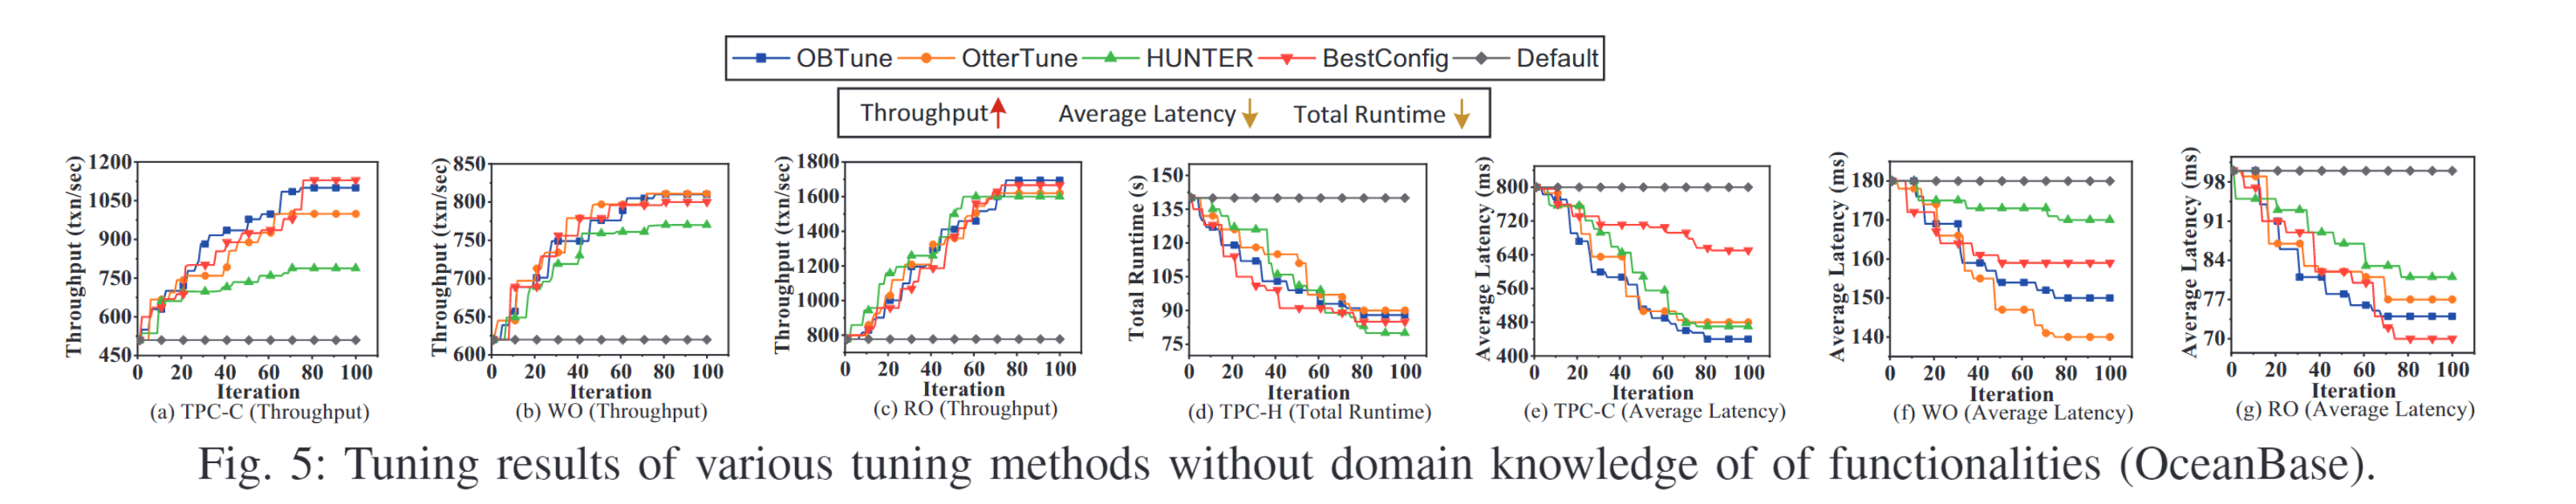 OBTune OtterTune HUNTER BestConfig Default
Throughput Average Latency Total Runtime
Throughput (txn/sec)
1200
1050
900
750
600
450
0 20 40 60 80 100
Iteration
(a) TPC-C (Throughput)
Throughput (txn/sec)
850
800
750
700
650
600
0 20 40 60 80 100
Iteration
(b) WO (Throughput)
Throughput (txn/sec)
1800
1600
1400
1200
1000
800
0 20 40 60 80 100
Iteration
(c) RO (Throughput)
Total Runtime (s)
150
135
120
105
90
75
0 20 40 60 80 100
Iteration
(d) TPC-H (Total Runtime)
Average Latency (ms)
800
720
640
560
480
400
0 20 40 60 80 100
Iteration
(e) TPC-C (Average Latency)
Average Latency (ms)
180
170
160
150
140
0 20 40 60 80 100
Iteration
(f) WO (Average Latency)
Average Latency (ms)
98
91
84
77
70
0 20 40 60 80 100
Iteration
(g) RO (Average Latency)
Fig. 5: Tuning results of various tuning methods without domain knowledge of of functionalities (OceanBase).